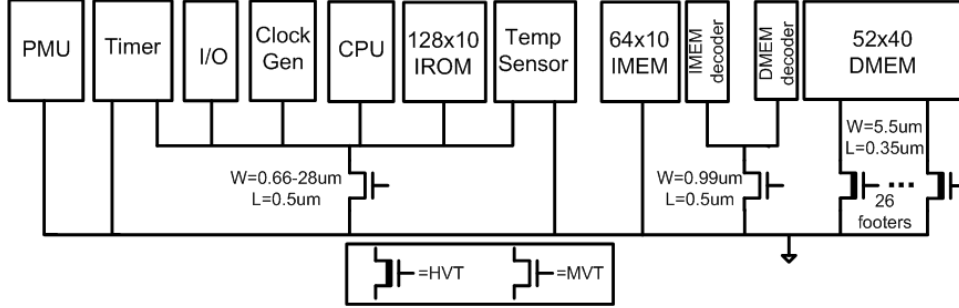 PMU
Timer
I/O
Clock
Gen
CPU
128x10
IROM
Temp
Sensor
64x10
IMEM
IMEM
decoder
DMEM
decoder
52x40
DMEM
W=0.66-28um
L=0.5um
W=0.99um
L=0.5um
W=5.5um
L=0.35um
26
footers
=HVT
=MVT